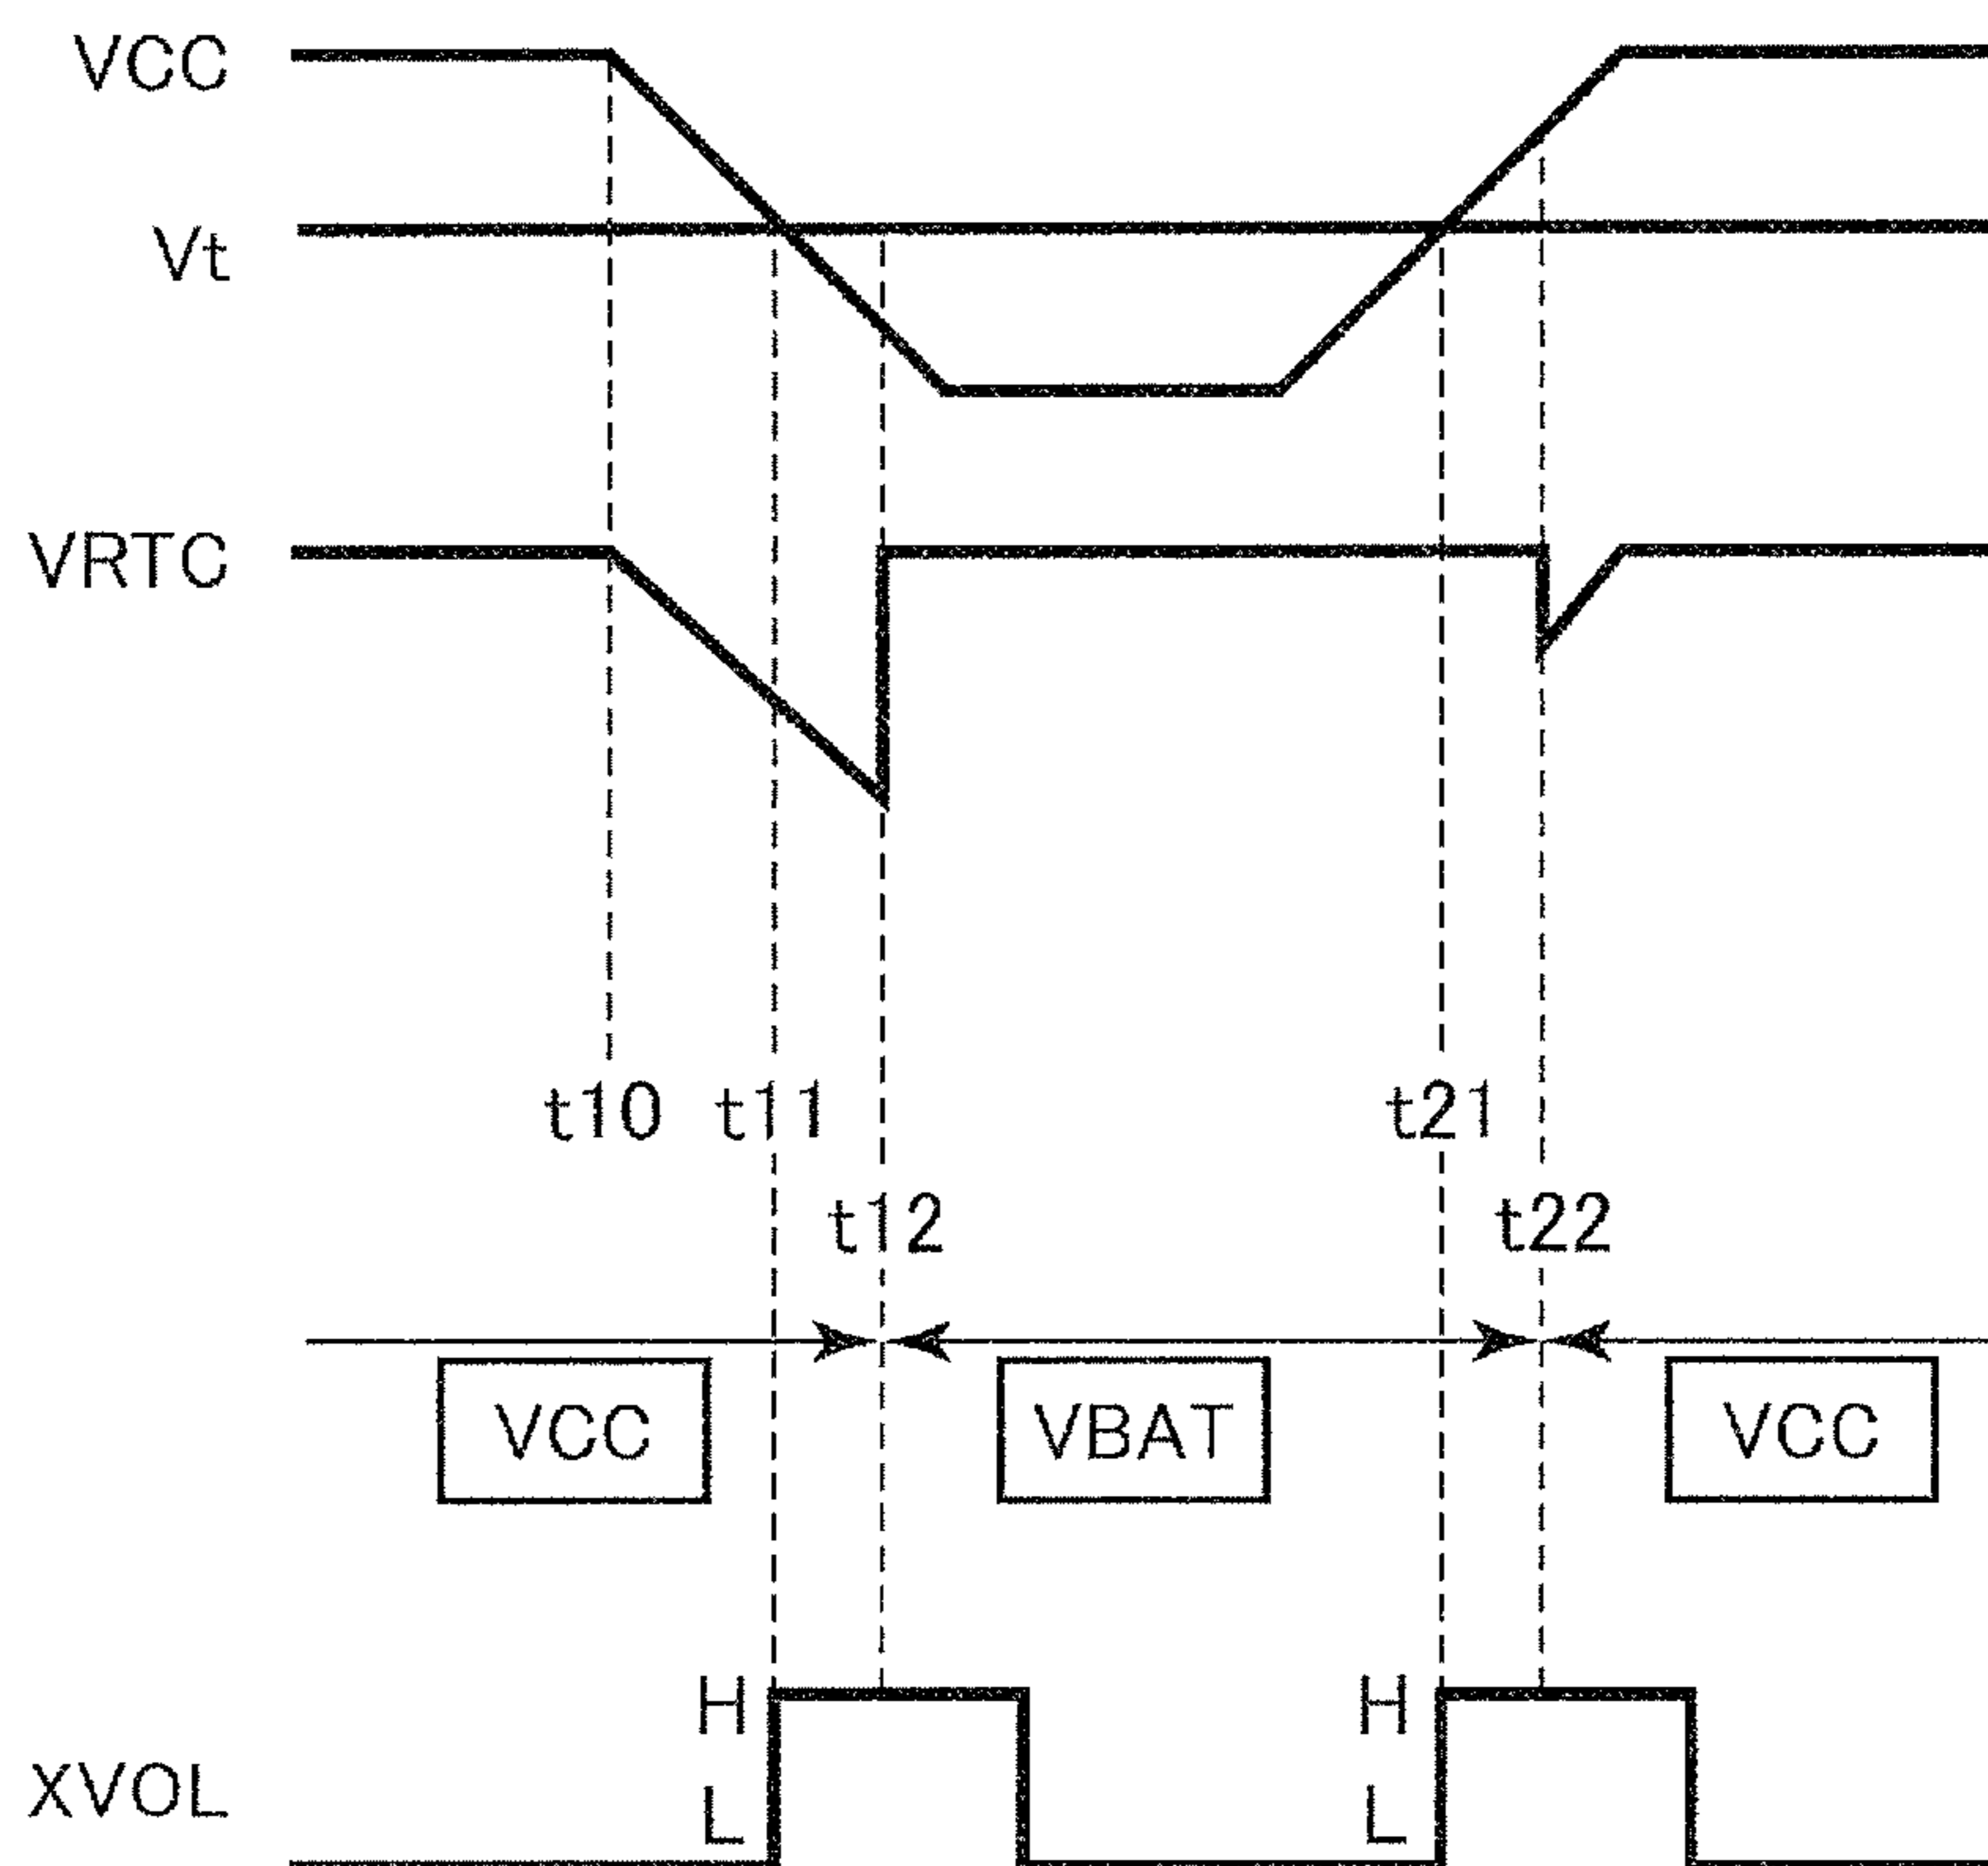 VCC
Vt
VRTC
t10 t11 t21
t12 t22
VCC VBAT VCC
H H
XVOL
L L